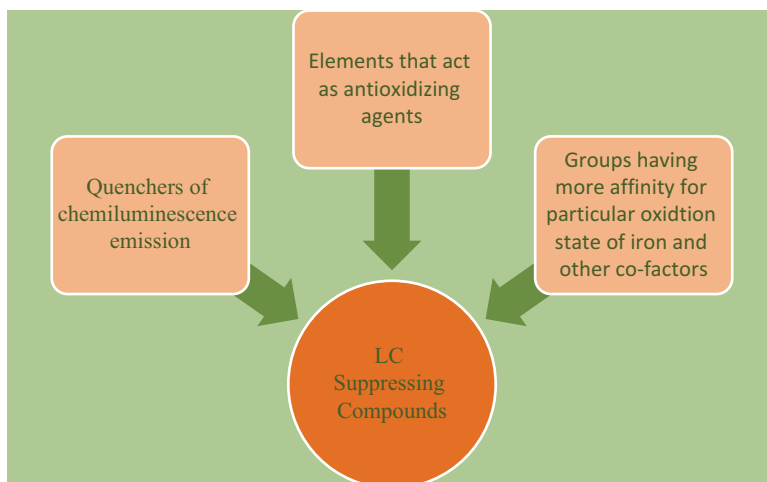 Elements that act
as antioxidizing
agents
Quenchers of
chemiluminescence
emission
Groups having
more affinity for
particular oxidtion
state of iron and
other co-factors
LC
Suppressing
Compounds